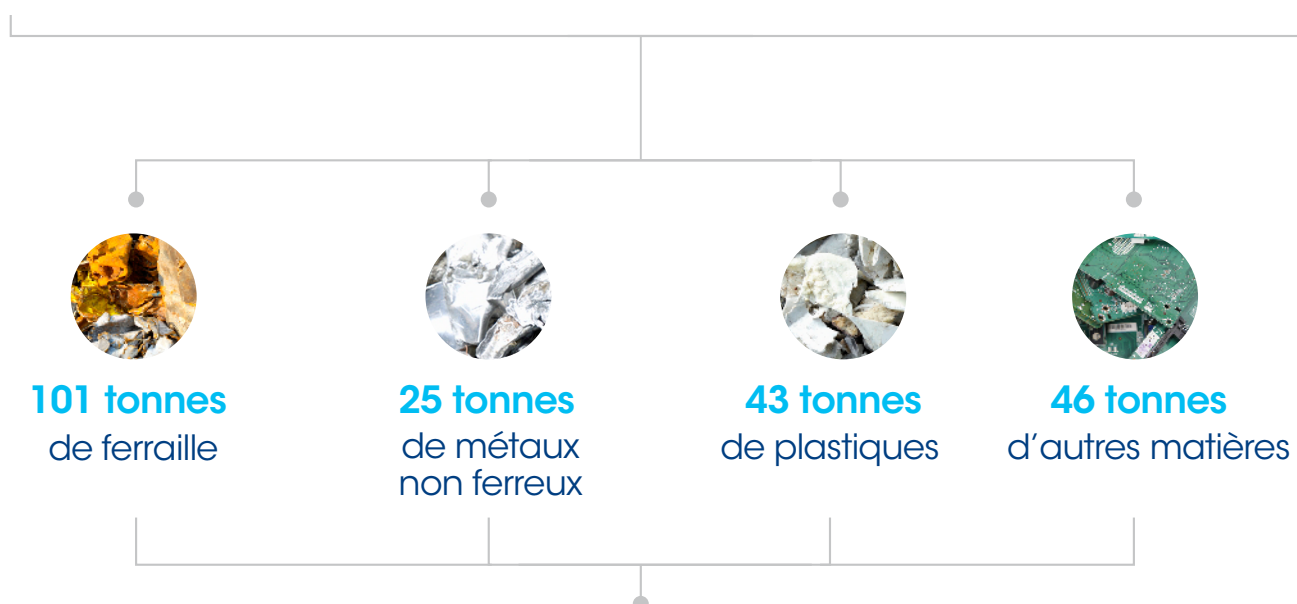 101 tonnes
de ferraille
25 tonnes
de métaux
non ferreux
43 tonnes
de plastiques
46 tonnes
d’autres matières